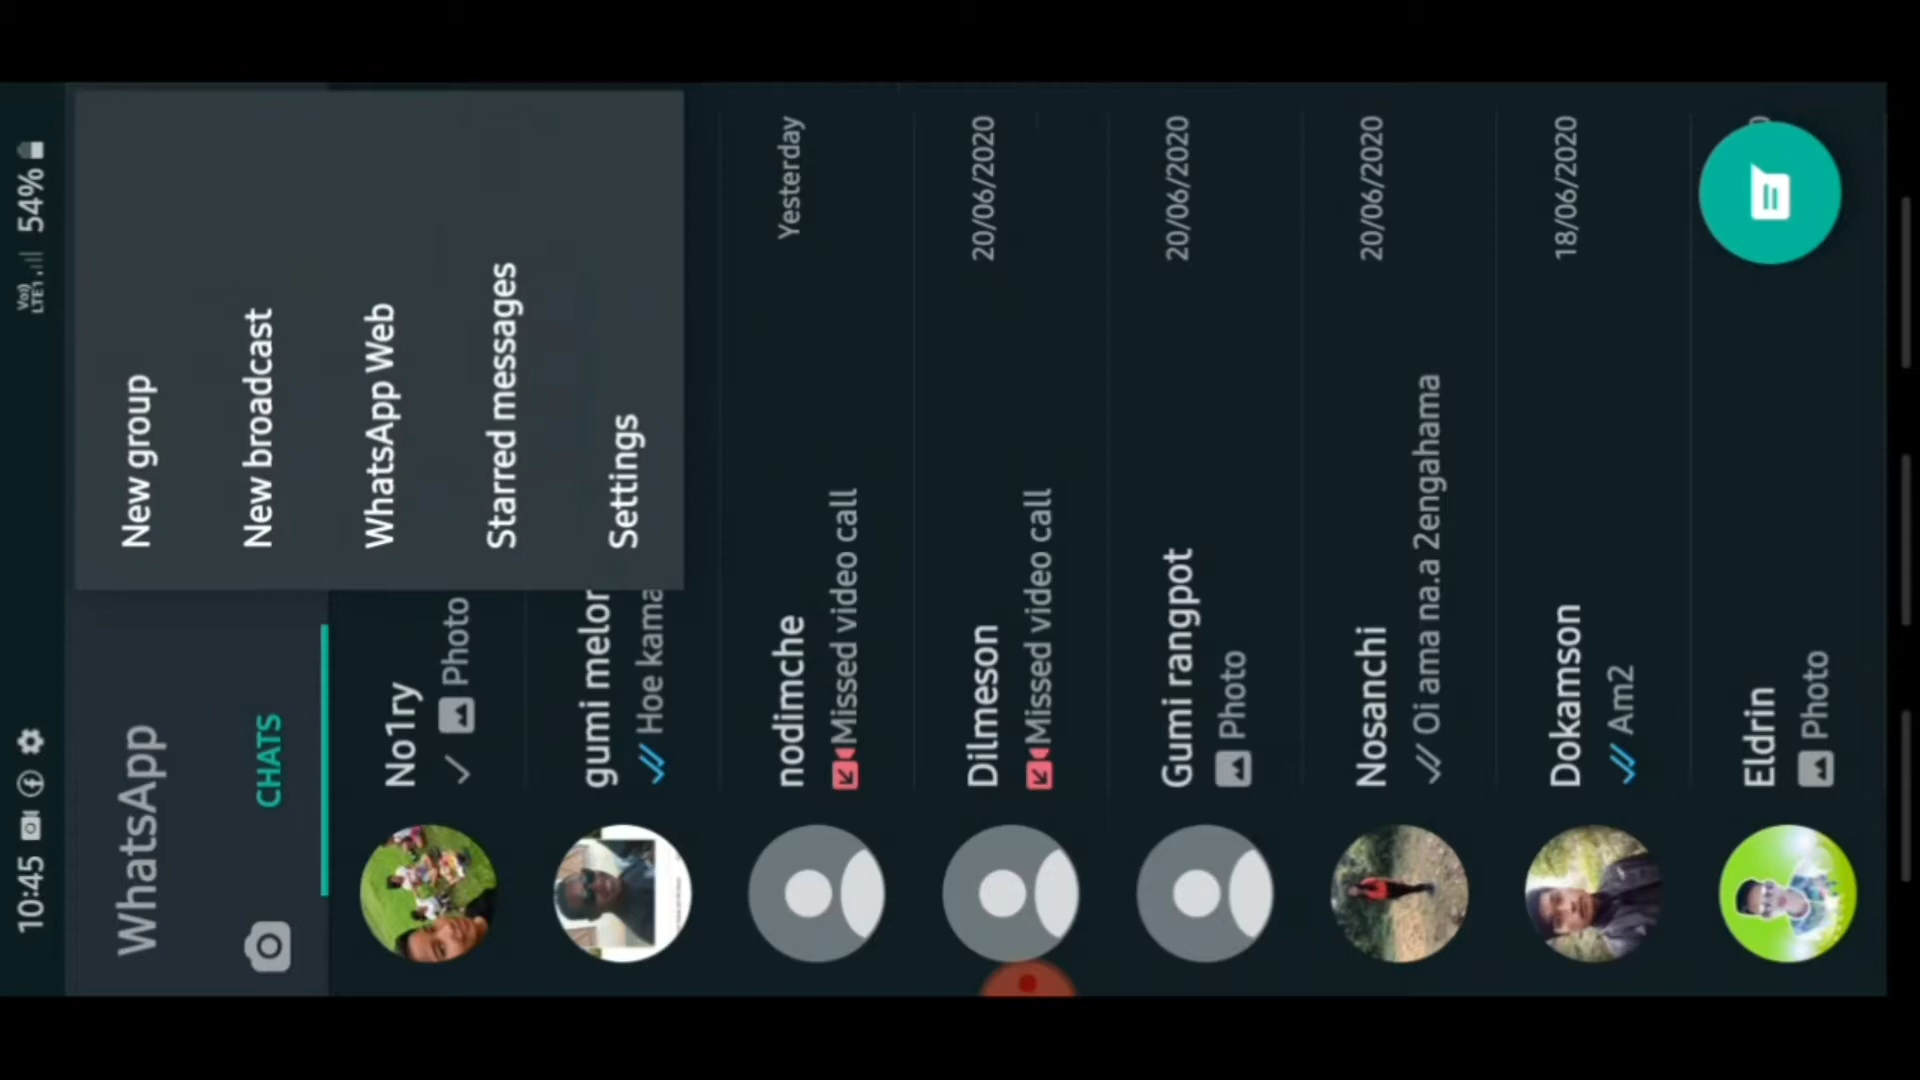 10:45
Vo)) LTE1 54%
WhatsApp
CHATS
New group
New broadcast
WhatsApp Web
Starred messages
Settings
No1ry
Photo
gumi melor
Hoe kama
nodimche
Yesterday
Missed video call
Dilmeson
20/06/2020
Missed video call
Gumi rangpot
20/06/2020
Photo
Nosanchi
20/06/2020
Oi ama na.a 2engahama
Dokamson
18/06/2020
Am2
Eldrin
Photo